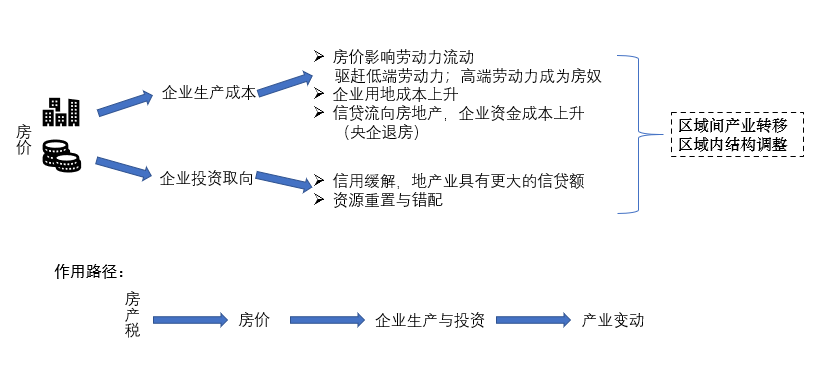 房价
企业生产成本
➢ 房价影响劳动力流动
驱赶低端劳动力；高端劳动力成为房奴
➢ 企业用地成本上升
➢ 信贷流向房地产，企业资金成本上升
（央企退房）
企业投资取向
➢ 信用缓解，地产业具有更大的信贷额
➢ 资源重置与错配
区域间产业转移
区域内结构调整
作用路径：
房产税
房价
企业生产与投资
产业变动